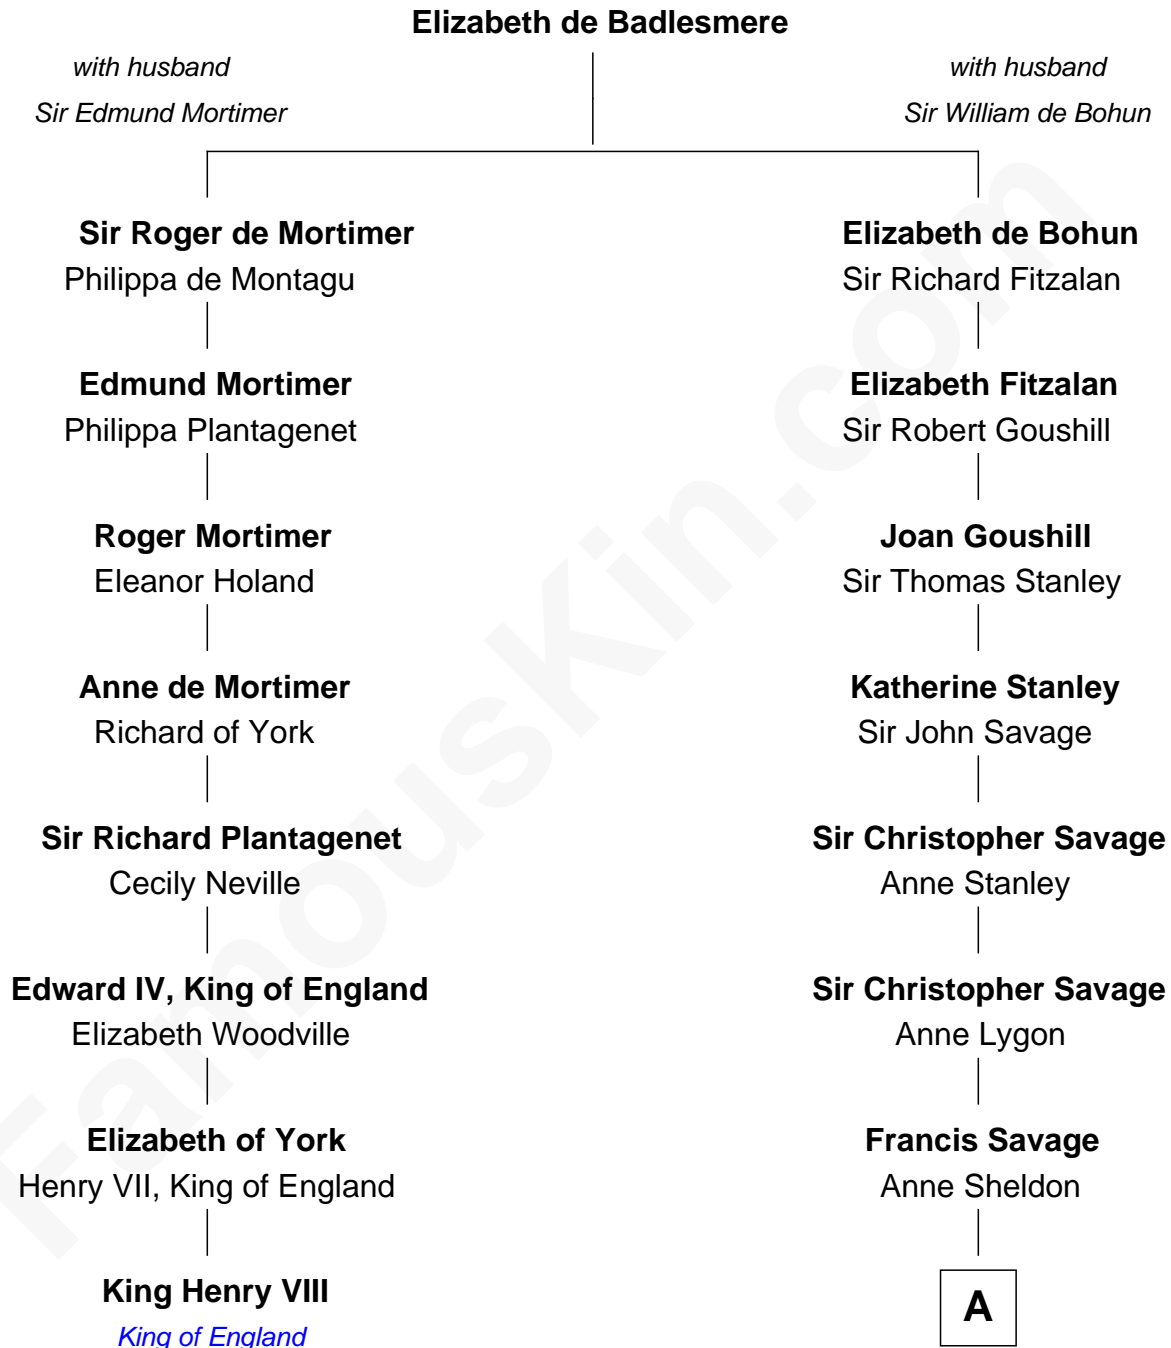 Elizabeth de Badlesmere
with husband
Sir Edmund Mortimer
with husband
Sir William de Bohun
Sir Roger de Mortimer
Philippa de Montagu
Elizabeth de Bohun
Sir Richard Fitzalan
Edmund Mortimer
Philippa Plantagenet
Elizabeth Fitzalan
Sir Robert Goushill
Roger Mortimer
Eleanor Holand
Joan Goushill
Sir Thomas Stanley
Anne de Mortimer
Richard of York
Katherine Stanley
Sir John Savage
Sir Richard Plantagenet
Cecily Neville
Sir Christopher Savage
Anne Stanley
Edward IV, King of England
Elizabeth Woodville
Sir Christopher Savage
Anne Lygon
Elizabeth of York
Henry VII, King of England
Francis Savage
Anne Sheldon
King Henry VIII
King of England
A
FamousKin.com